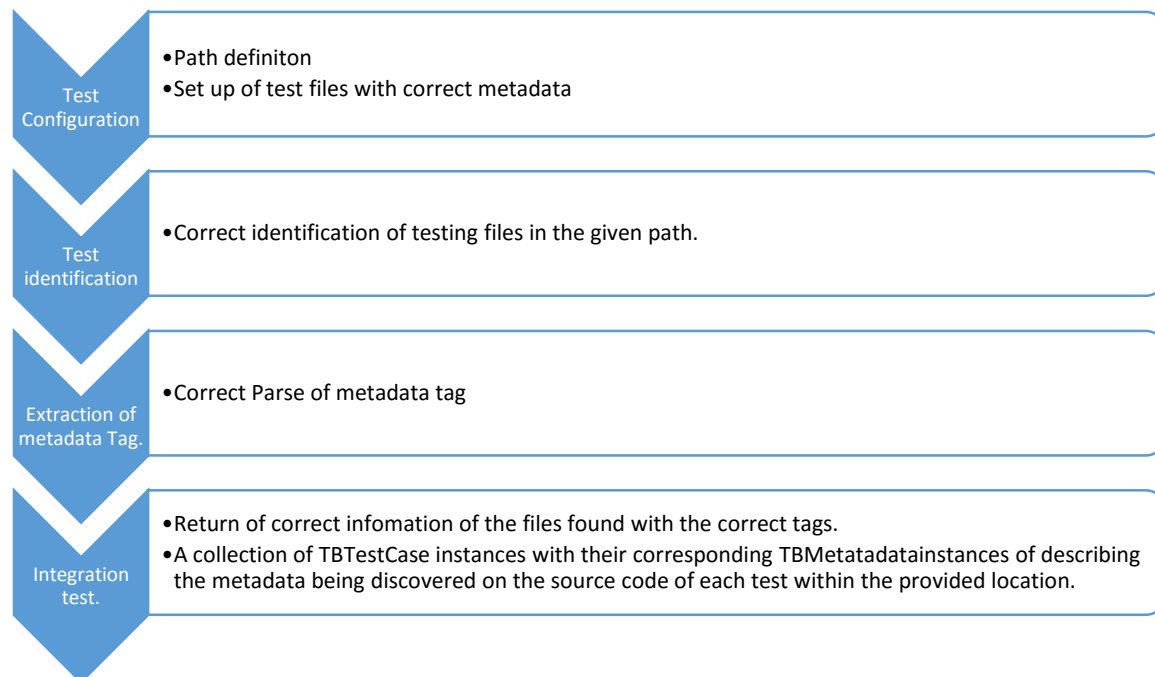 Test
Configuration
•Path definiton
•Set up of test files with correct metadata
Test
identification
•Correct identification of testing files in the given path.
Extraction of
metadata Tag.
•Correct Parse of metadata tag
Integration
test.
•Return of correct infomation of the files found with the correct tags.
•A collection of TBTestCase instances with their corresponding TBMetatadatainstances of describing
the metadata being discovered on the source code of each test within the provided location.